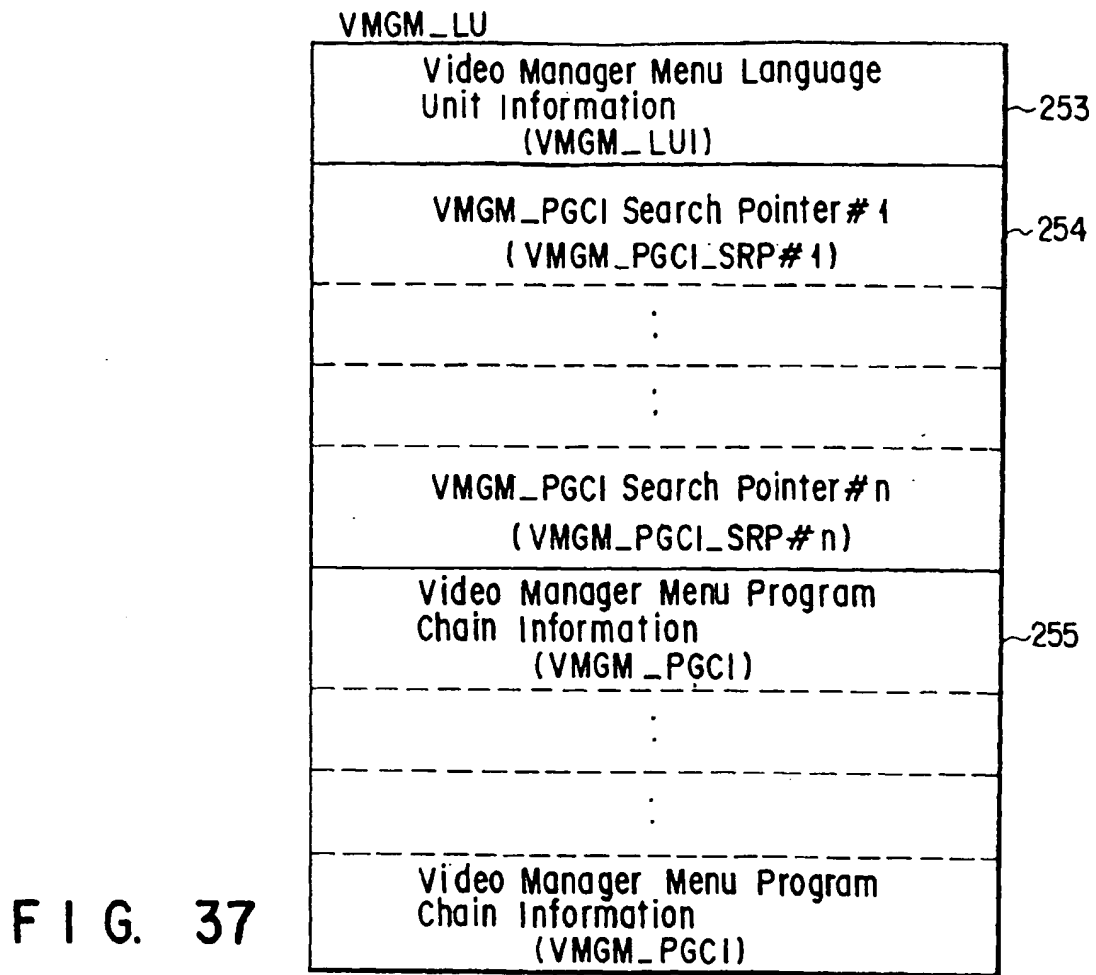 VMGM_LU
Video Manager Menu Language
Unit Information
(VMGM_LUI)
253
VMGM_PGCI Search Pointer#1
(VMGM_PGCI_SRP#1)
254
VMGM_PGCI Search Pointer#n
(VMGM_PGCI_SRP#n)
Video Manager Menu Program
Chain Information
(VMGM_PGCI)
255
Video Manager Menu Program
Chain Information
(VMGM_PGCI)
FIG. 37